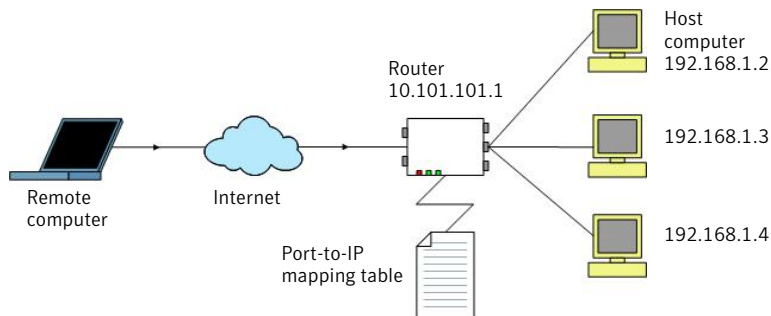 Host
computer
192.168.1.2
Router
10.101.101.1
192.168.1.3
Remote
computer
Internet
192.168.1.4
Port-to-IP
mapping table